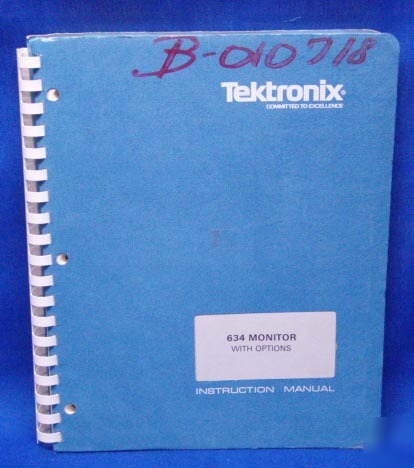 B-010718
Tektronix®
COMMITTED TO EXCELLENCE
634 MONITOR
WITH OPTIONS
INSTRUCTION MANUAL